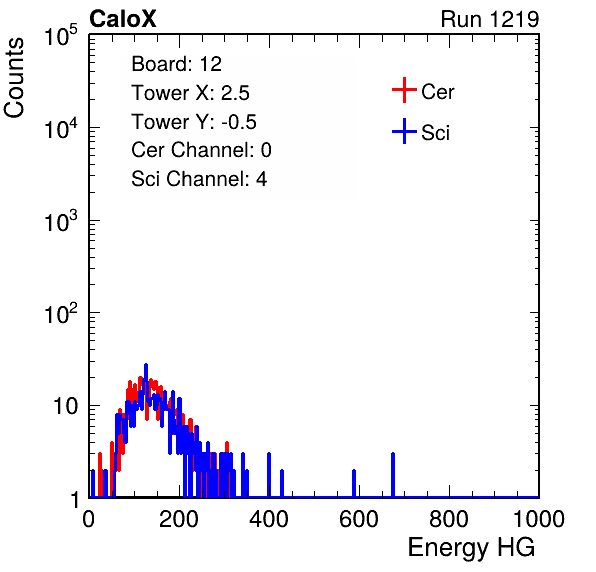 CaloX Run 1219
Counts
10^5
10^4
10^3
10^2
10
1
Board: 12
Tower X: 2.5
Tower Y: -0.5
Cer Channel: 0
Sci Channel: 4
Cer
Sci
0 200 400 600 800 1000
Energy HG